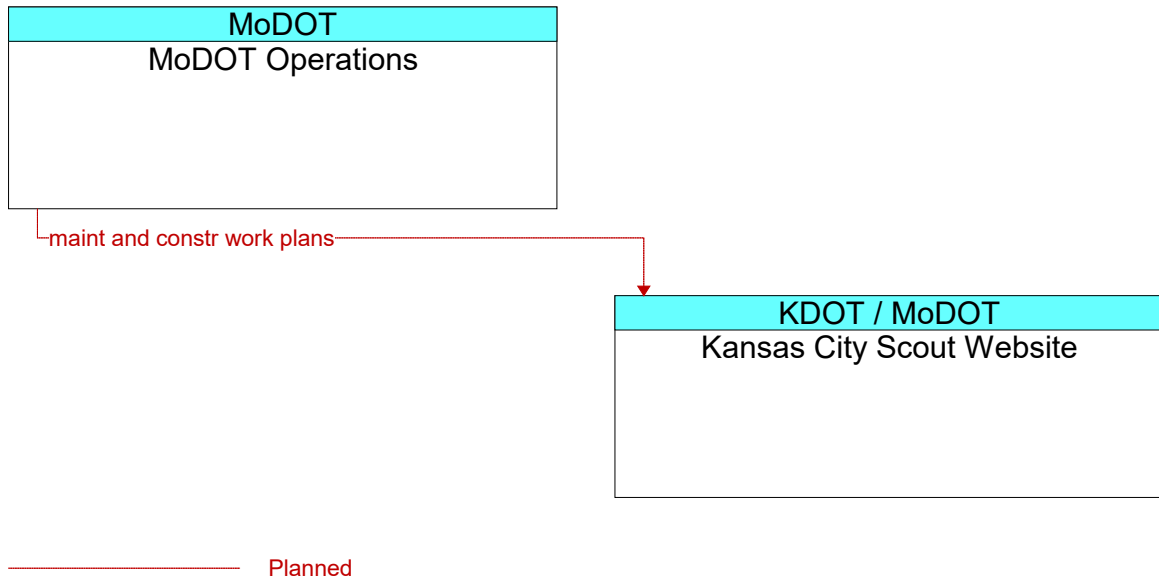 MoDOT
MoDOT Operations
maint and constr work plans
KDOT / MoDOT
Kansas City Scout Website
Planned